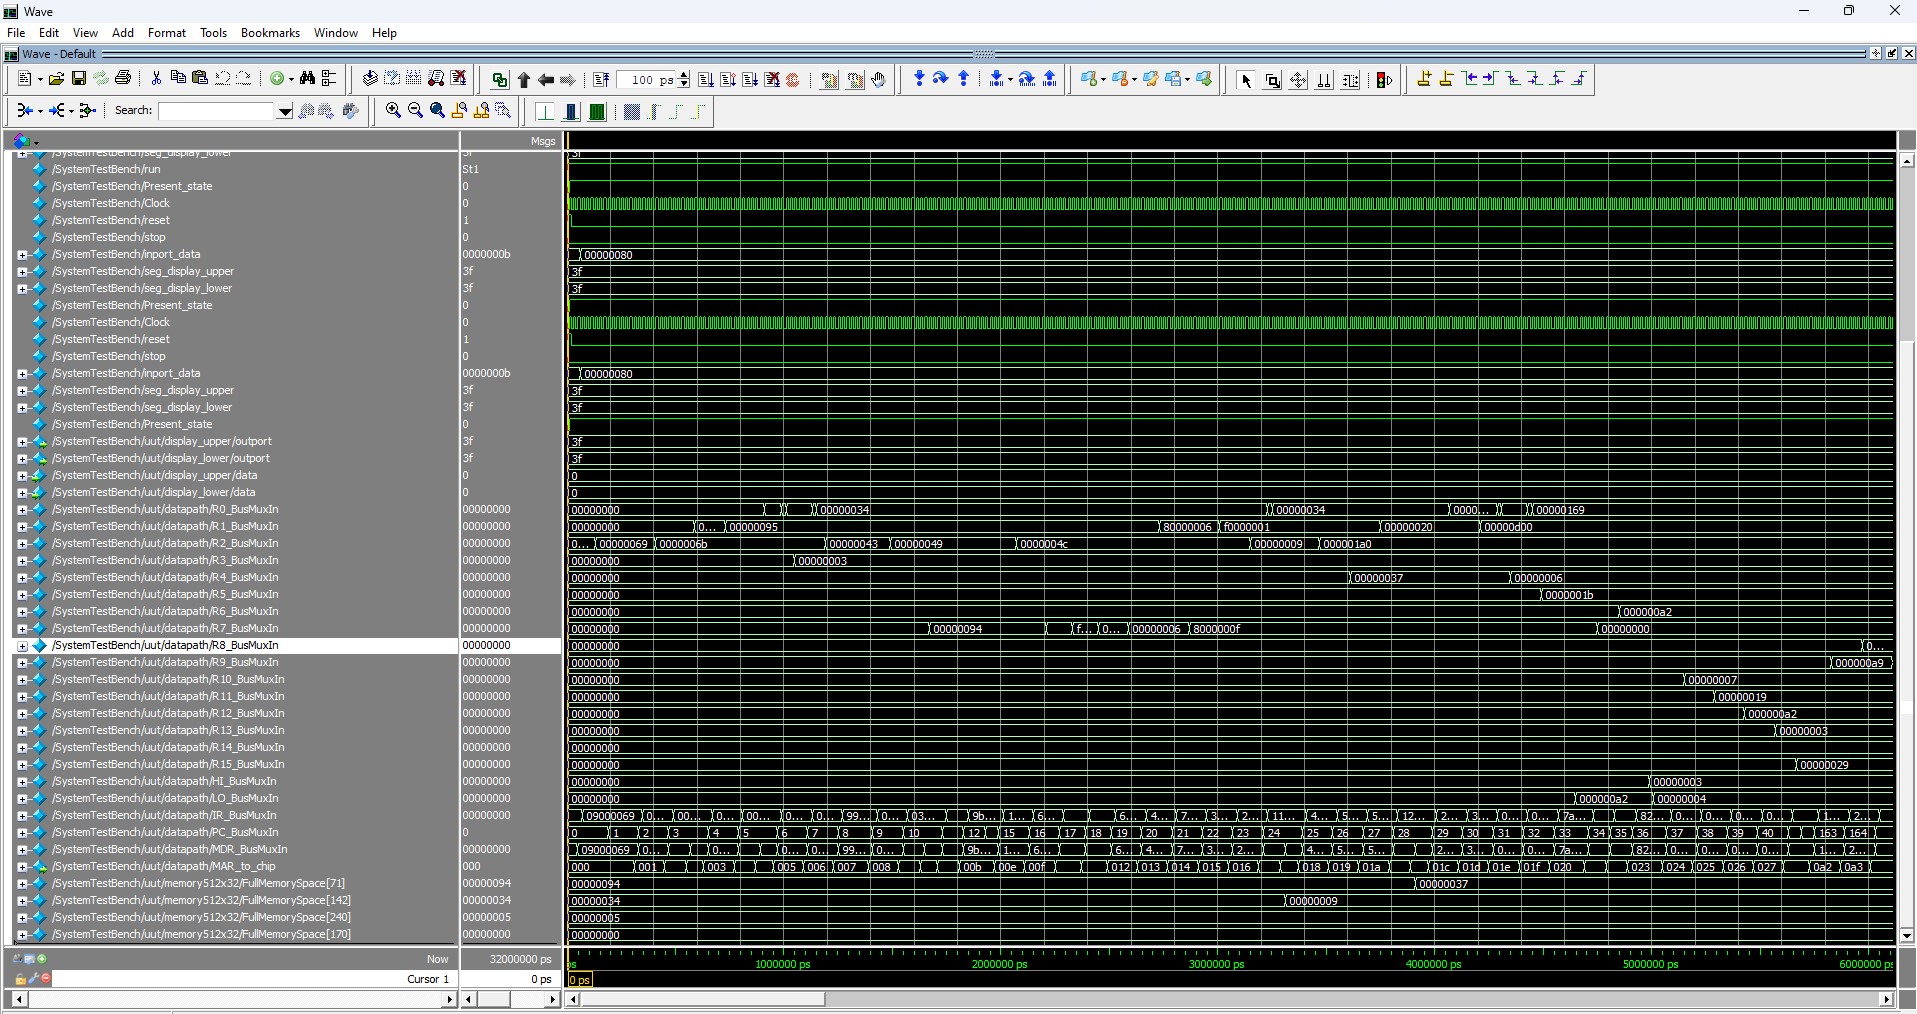 Wave
File Edit View Add Format Tools Bookmarks Window Help
Wave - Default
100 ps
Search:
Msgs
/SystemTestBench/seg_display_lower 3f 3f
/SystemTestBench/run St1
/SystemTestBench/Present_state 0
/SystemTestBench/Clock 0
/SystemTestBench/reset 1
/SystemTestBench/stop 0
/SystemTestBench/inport_data 0000000b 00000080
/SystemTestBench/seg_display_upper 3f 3f
/SystemTestBench/seg_display_lower 3f 3f
/SystemTestBench/Present_state 0
/SystemTestBench/Clock 0
/SystemTestBench/reset 1
/SystemTestBench/stop 0
/SystemTestBench/inport_data 0000000b 00000080
/SystemTestBench/seg_display_upper 3f 3f
/SystemTestBench/seg_display_lower 3f 3f
/SystemTestBench/Present_state 0
/SystemTestBench/uut/display_upper/outport 3f 3f
/SystemTestBench/uut/display_lower/outport 3f 3f
/SystemTestBench/uut/display_upper/data 0 0
/SystemTestBench/uut/display_lower/data 0 0
/SystemTestBench/uut/datapath/R0_BusMuxIn 00000000 00000000 00000034 00000034 0000... 00000169
/SystemTestBench/uut/datapath/R1_BusMuxIn 00000000 00000000 0... 00000095 80000006 f0000001 00000020 00000d00
/SystemTestBench/uut/datapath/R2_BusMuxIn 00000000 0... 00000069 0000006b 00000043 00000049 0000004c 00000009 000001a0
/SystemTestBench/uut/datapath/R3_BusMuxIn 00000000 00000000 00000003
/SystemTestBench/uut/datapath/R4_BusMuxIn 00000000 00000000 00000037 00000006
/SystemTestBench/uut/datapath/R5_BusMuxIn 00000000 00000000 0000001b
/SystemTestBench/uut/datapath/R6_BusMuxIn 00000000 00000000 000000a2
/SystemTestBench/uut/datapath/R7_BusMuxIn 00000000 00000000 00000094 f... 0... 00000006 8000000f 00000000
/SystemTestBench/uut/datapath/R8_BusMuxIn 00000000 00000000 0...
/SystemTestBench/uut/datapath/R9_BusMuxIn 00000000 00000000 000000a9
/SystemTestBench/uut/datapath/R10_BusMuxIn 00000000 00000000 00000007
/SystemTestBench/uut/datapath/R11_BusMuxIn 00000000 00000000 00000019
/SystemTestBench/uut/datapath/R12_BusMuxIn 00000000 00000000 000000a2
/SystemTestBench/uut/datapath/R13_BusMuxIn 00000000 00000000 00000003
/SystemTestBench/uut/datapath/R14_BusMuxIn 00000000 00000000
/SystemTestBench/uut/datapath/R15_BusMuxIn 00000000 00000000 00000029
/SystemTestBench/uut/datapath/HI_BusMuxIn 00000000 00000000 00000003
/SystemTestBench/uut/datapath/LO_BusMuxIn 00000000 00000000 000000a2 00000004
/SystemTestBench/uut/datapath/IR_BusMuxIn 00000000 09000069 0... 00... 0... 00... 0... 0... 99... 0... 03... 9b... 1... 6... 6... 4... 7... 3... 2... 11... 4... 5... 5... 12... 2... 3... 0... 0... 7a... 82... 0... 0... 0... 0... 1... 2...
/SystemTestBench/uut/datapath/PC_BusMuxIn 0 0 1 2 3 4 5 6 7 8 9 10 12 15 16 17 18 19 20 21 22 23 24 25 26 27 28 29 30 31 32 33 34 35 36 37 38 39 40 163 164
/SystemTestBench/uut/datapath/MDR_BusMuxIn 00000000 09000069 0... 0... 0... 0... 99... 0... 9b... 1... 6... 6... 4... 7... 3... 2... 4... 5... 2... 3... 0... 0... 7a... 82... 0... 0... 0... 1... 2...
/SystemTestBench/uut/datapath/MAR_to_chip 000 000 001 003 005 006 007 008 00b 00e 00f 012 013 014 015 016 018 019 01a 01c 01d 01e 01f 020 023 024 025 026 027 0a2 0a3
/SystemTestBench/uut/memory512x32/FullMemorySpace[71] 00000094 00000094 00000037
/SystemTestBench/uut/memory512x32/FullMemorySpace[142] 00000034 00000034 00000009
/SystemTestBench/uut/memory512x32/FullMemorySpace[240] 00000005 00000005
/SystemTestBench/uut/memory512x32/FullMemorySpace[170] 00000000 00000000
Now 32000000 ps ps 1000000 ps 2000000 ps 3000000 ps 4000000 ps 5000000 ps 6000000 ps
Cursor 1 0 ps 0 ps